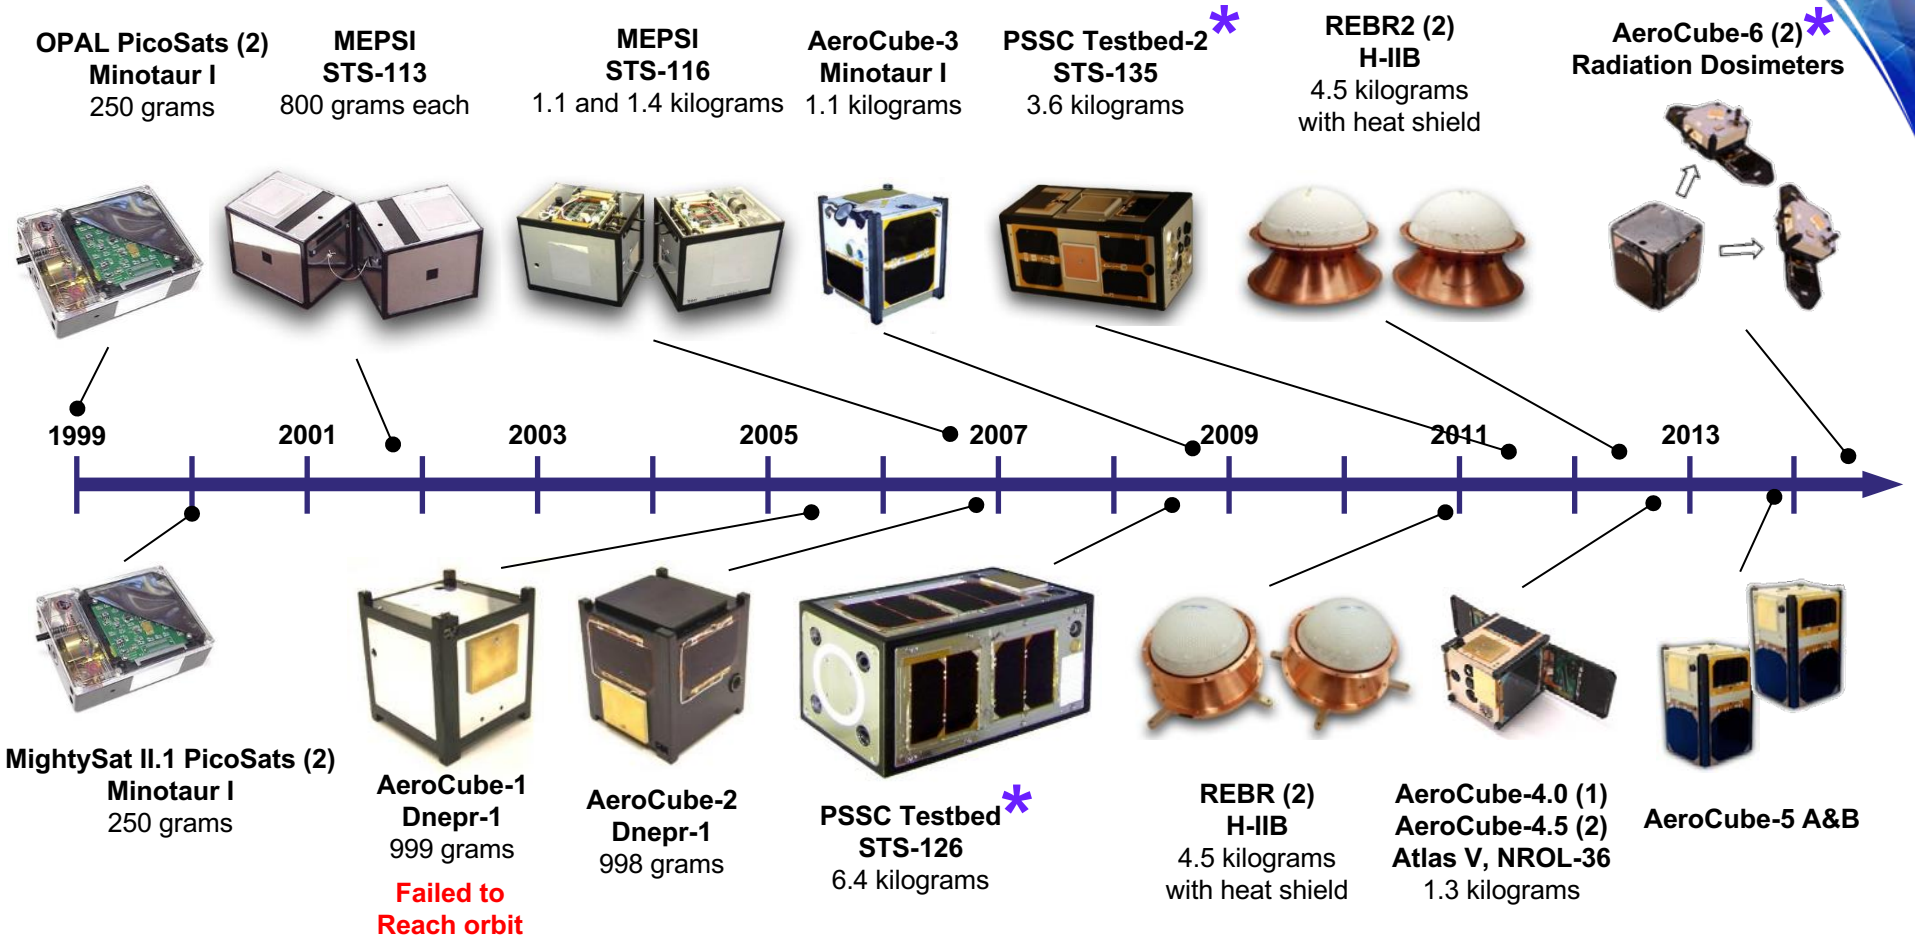 OPAL PicoSats (2)
Minotaur I
250 grams
MEPSI
STS-113
800 grams each
MEPSI
STS-116
1.1 and 1.4 kilograms
AeroCube-3
Minotaur I
1.1 kilograms
PSSC Testbed-2*
STS-135
3.6 kilograms
REBR2 (2)
H-IIB
4.5 kilograms
with heat shield
AeroCube-6 (2)*
Radiation Dosimeters
1999
2001
2003
2005
2007
2009
2011
2013
MightySat II.1 PicoSats (2)
Minotaur I
250 grams
AeroCube-1
Dnepr-1
999 grams
Failed to
Reach orbit
AeroCube-2
Dnepr-1
998 grams
PSSC Testbed*
STS-126
6.4 kilograms
REBR (2)
H-IIB
4.5 kilograms
with heat shield
AeroCube-4.0 (1)
AeroCube-4.5 (2)
Atlas V, NROL-36
1.3 kilograms
AeroCube-5 A&B